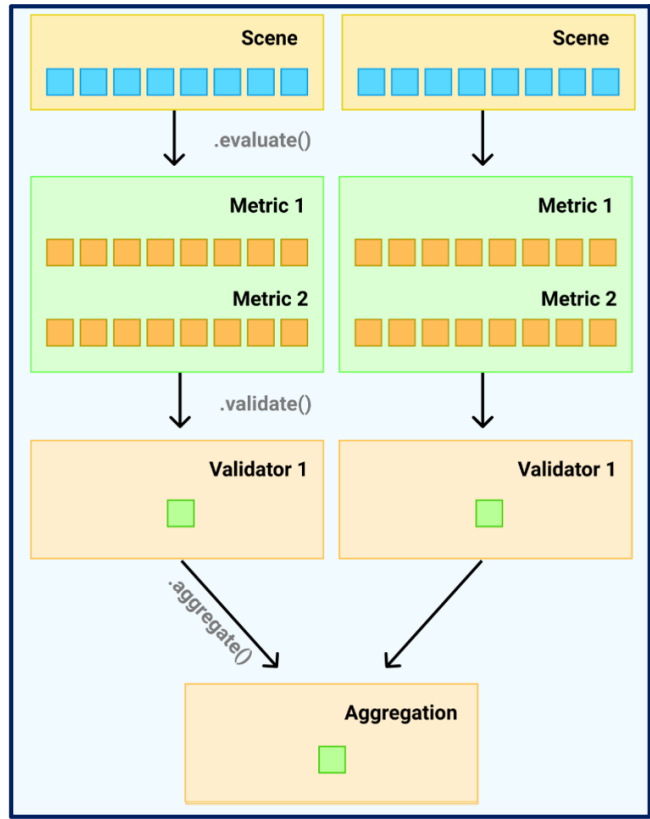 Scene
Scene
.evaluate()
Metric 1
Metric 1
Metric 2
Metric 2
.validate()
Validator 1
Validator 1
.aggregate()
Aggregation